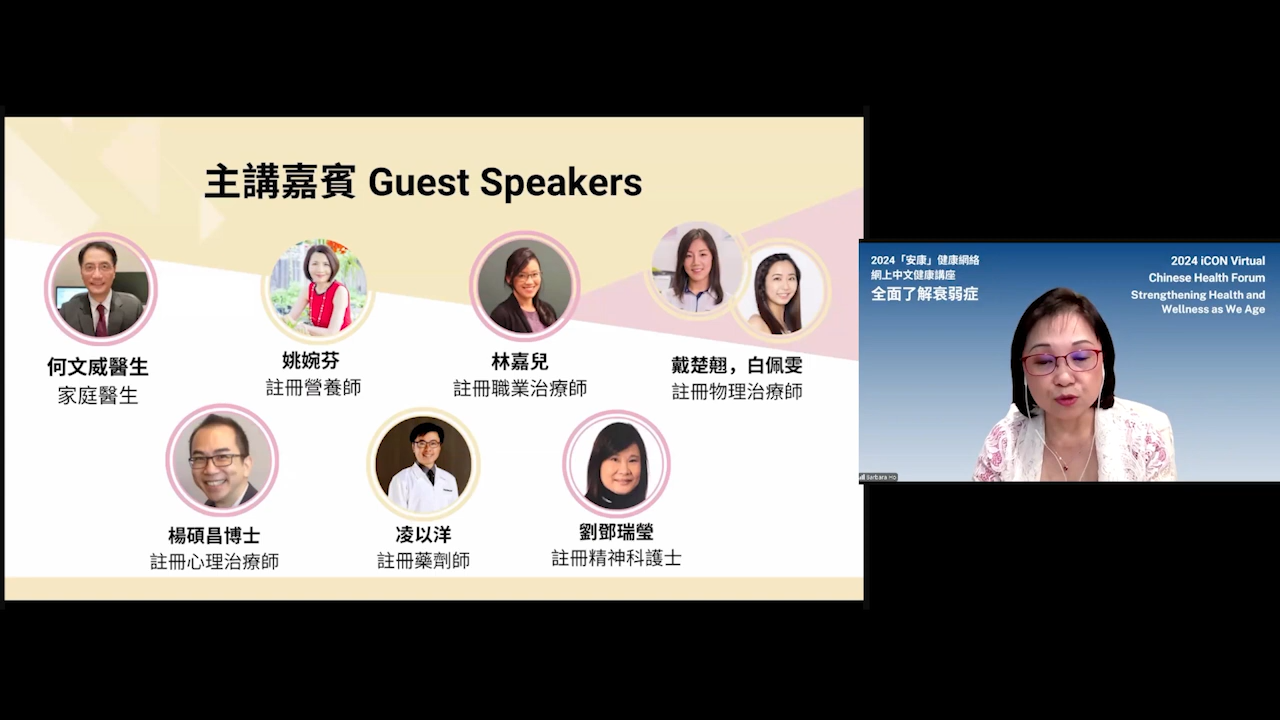 主講嘉賓 Guest Speakers
何文威醫生
家庭醫生
姚婉芬
註冊營養師
林嘉兒
註冊職業治療師
戴楚翹，白佩雯
註冊物理治療師
楊碩昌博士
註冊心理治療師
凌以洋
註冊藥劑師
劉鄧瑞瑩
註冊精神科護士
2024「安康」健康網絡
網上中文健康講座
全面了解衰弱症
2024 iCON Virtual
Chinese Health Forum
Strengthening Health and
Wellness as We Age
Barbara Ho